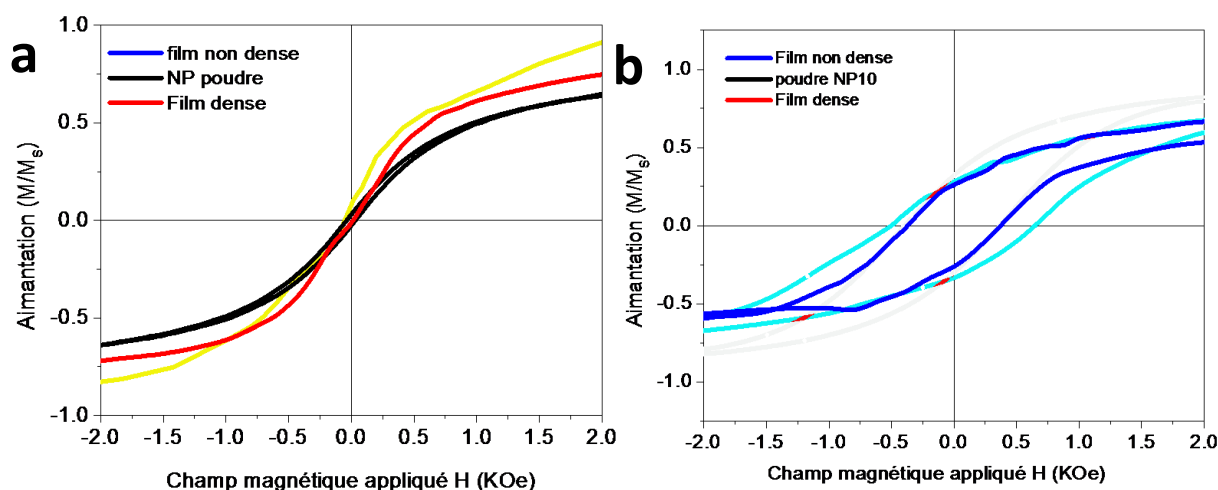 a
film non dense
NP poudre
Film dense
1.0
0.5
0.0
-0.5
-1.0
Aimantation (M/Ms)
-2.0 -1.5 -1.0 -0.5 0.0 0.5 1.0 1.5 2.0
Champ magnétique appliqué H (KOe)
b
Film non dense
poudre NP10
Film dense
1.0
0.5
0.0
-0.5
-1.0
Aimantation (M/Ms)
-2.0 -1.5 -1.0 -0.5 0.0 0.5 1.0 1.5 2.0
Champ magnétique appliqué H (KOe)